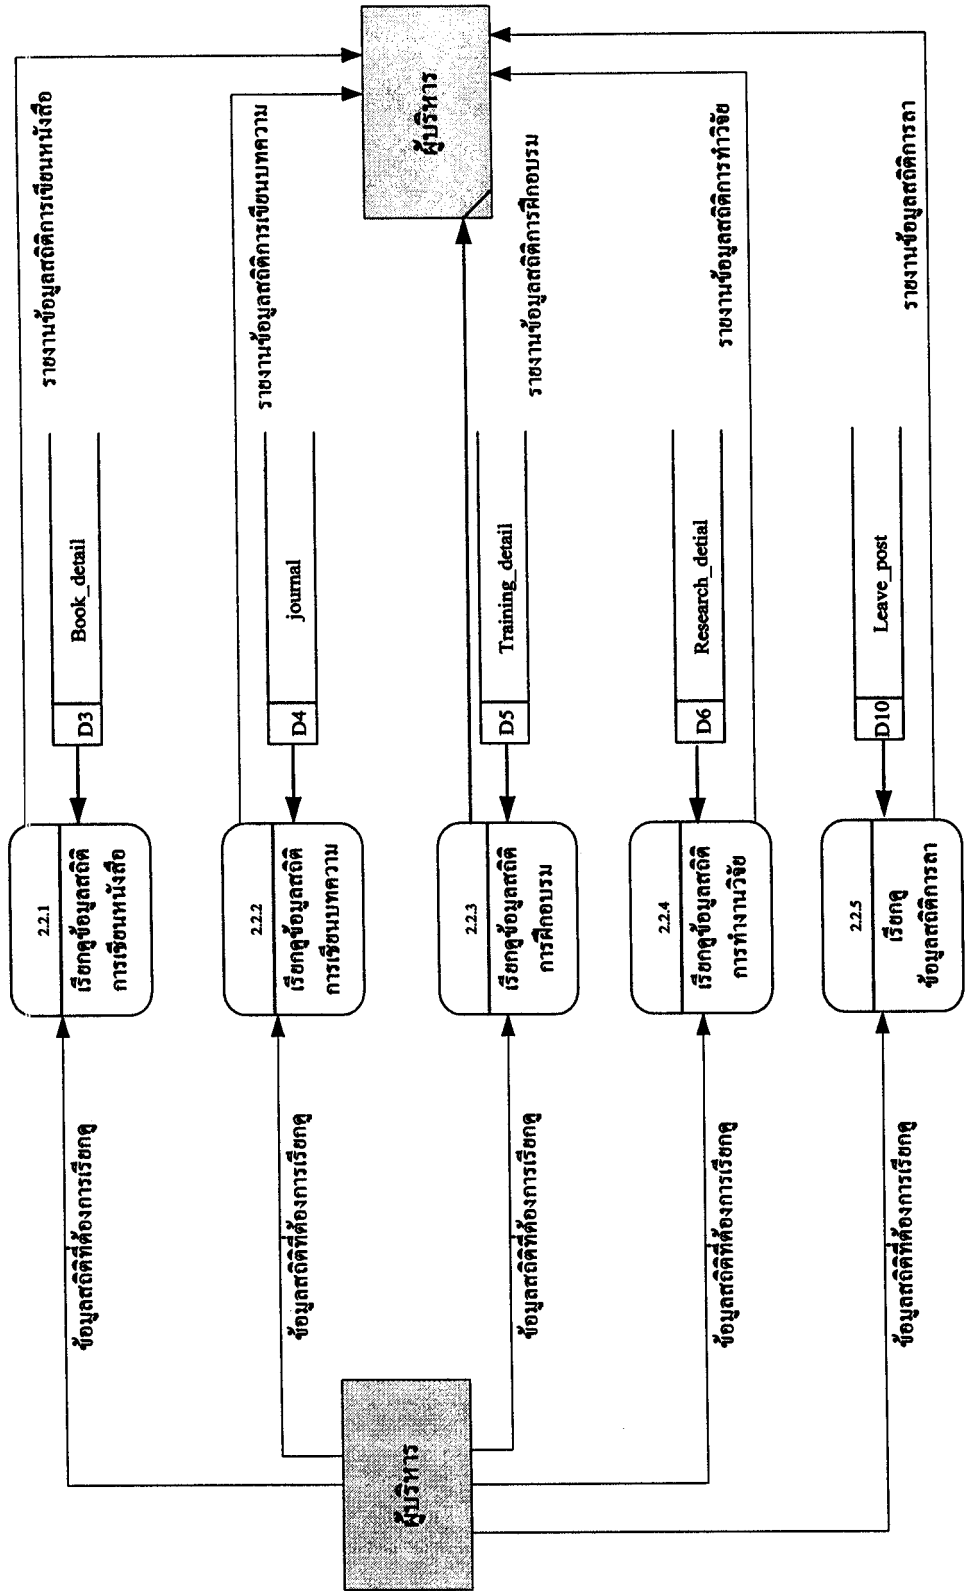 ผู้บริหาร
ข้อมูลสถิติที่ต้องการเรียกดู
2.2.1
เรียกดูข้อมูลสถิติ
การเขียนหนังสือ
D3
Book_detail
รายงานข้อมูลสถิติการเขียนหนังสือ
ข้อมูลสถิติที่ต้องการเรียกดู
2.2.2
เรียกดูข้อมูลสถิติ
การเขียนบทความ
D4
journal
รายงานข้อมูลสถิติการเขียนบทความ
ข้อมูลสถิติที่ต้องการเรียกดู
2.2.3
เรียกดูข้อมูลสถิติ
การฝึกอบรม
D5
Training_detail
รายงานข้อมูลสถิติการฝึกอบรม
ข้อมูลสถิติที่ต้องการเรียกดู
2.2.4
เรียกดูข้อมูลสถิติ
การทำงานวิจัย
D6
Research_detial
รายงานข้อมูลสถิติการทำวิจัย
ข้อมูลสถิติที่ต้องการเรียกดู
2.2.5
เรียกดู
ข้อมูลสถิติการลา
D10
Leave_post
รายงานข้อมูลสถิติการลา
ผู้บริหาร